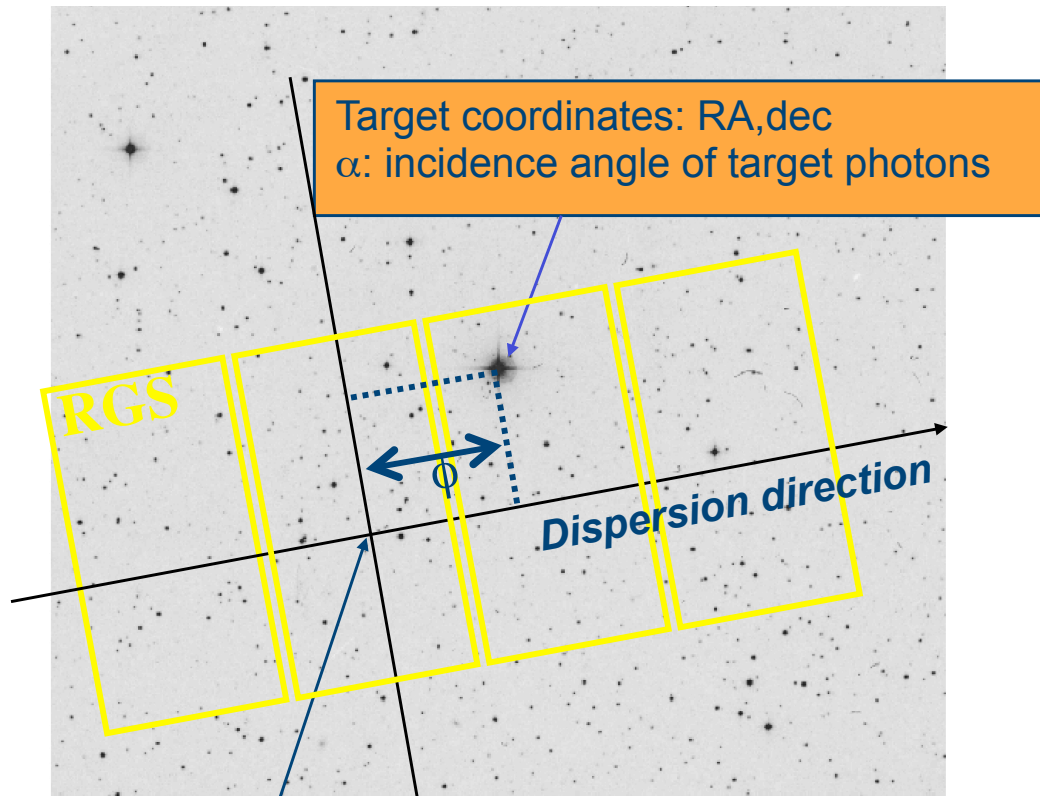 Target coordinates: RA,dec
α: incidence angle of target photons
RGS
φ
Dispersion direction